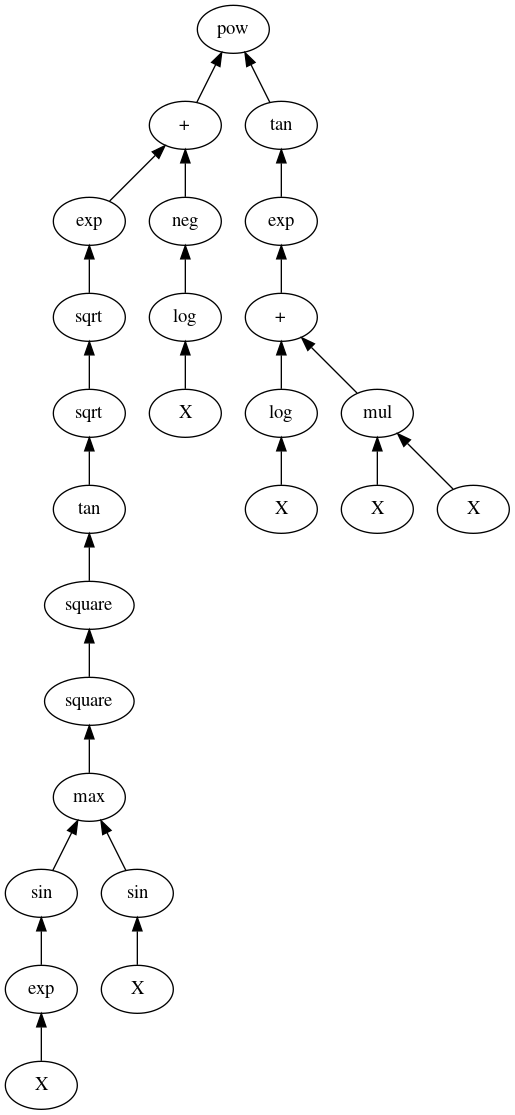 pow
+ tan
exp neg exp
sqrt log +
sqrt X log mul
tan X X X
square
square
max
sin sin
exp X
X